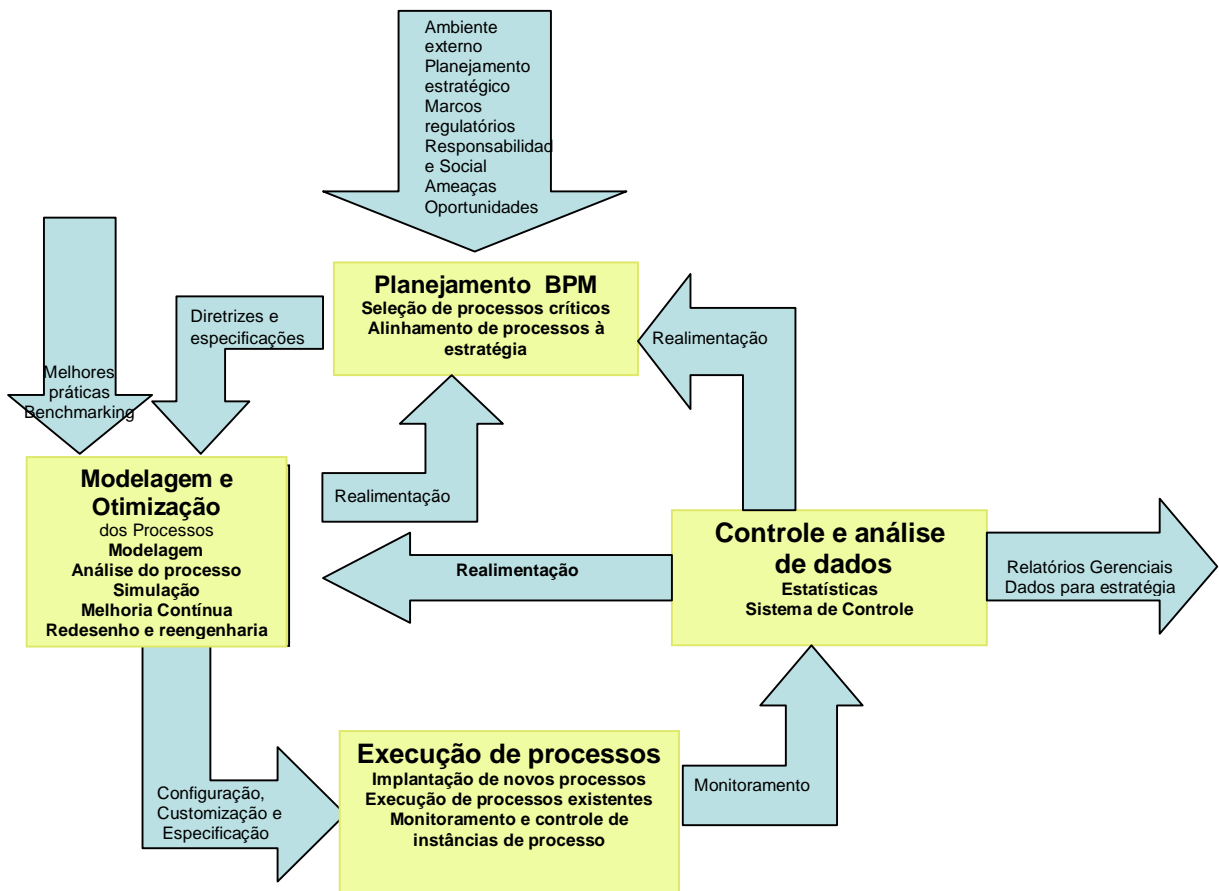 Ambiente
externo
Planejamento
estratégico
Marcos
regulatórios
Responsabilidad
e Social
Ameaças
Oportunidades
Planejamento BPM
Seleção de processos críticos
Alinhamento de processos à
estratégia
Diretrizes e
especificações
Realimentação
Melhores
práticas
Benchmarking
Modelagem e
Otimização
dos Processos
Modelagem
Análise do processo
Simulação
Melhoria Contínua
Redesenho e reengenharia
Realimentação
Realimentação
Controle e análise
de dados
Estatísticas
Sistema de Controle
Relatórios Gerenciais
Dados para estratégia
Configuração,
Customização e
Especificação
Execução de processos
Implantação de novos processos
Execução de processos existentes
Monitoramento e controle de
instâncias de processo
Monitoramento